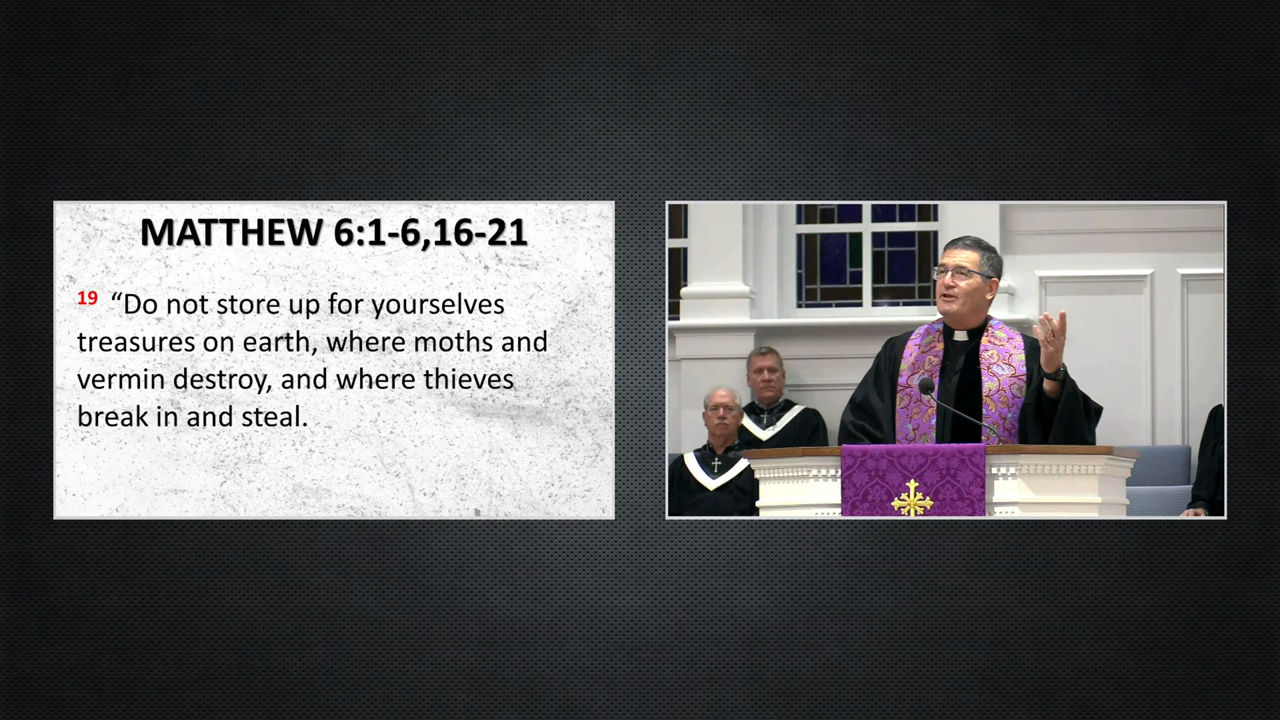 MATTHEW 6:1-6,16-21
19 “Do not store up for yourselves
treasures on earth, where moths and
vermin destroy, and where thieves
break in and steal.